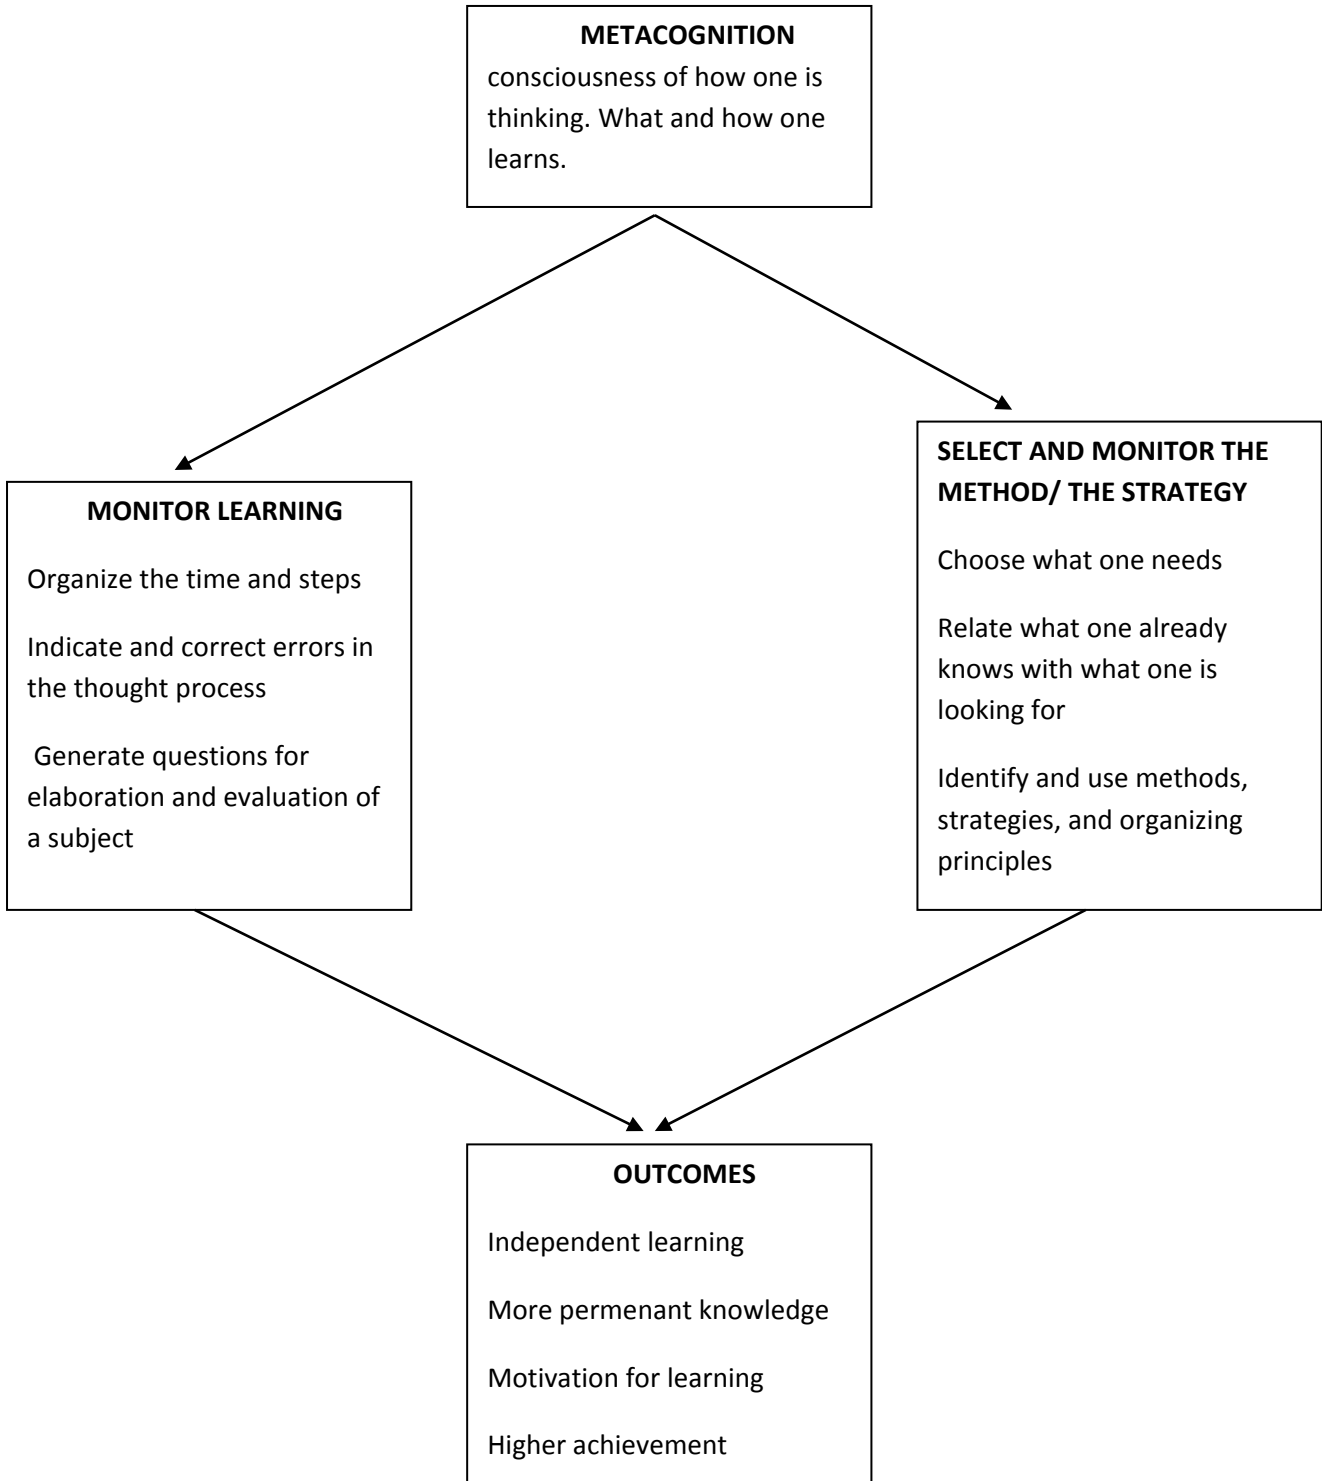 METACOGNITION
consciousness of how one is
thinking. What and how one
learns.
MONITOR LEARNING
Organize the time and steps
Indicate and correct errors in
the thought process
Generate questions for
elaboration and evaluation of
a subject
SELECT AND MONITOR THE
METHOD/ THE STRATEGY
Choose what one needs
Relate what one already
knows with what one is
looking for
Identify and use methods,
strategies, and organizing
principles
OUTCOMES
Independent learning
More permenant knowledge
Motivation for learning
Higher achievement